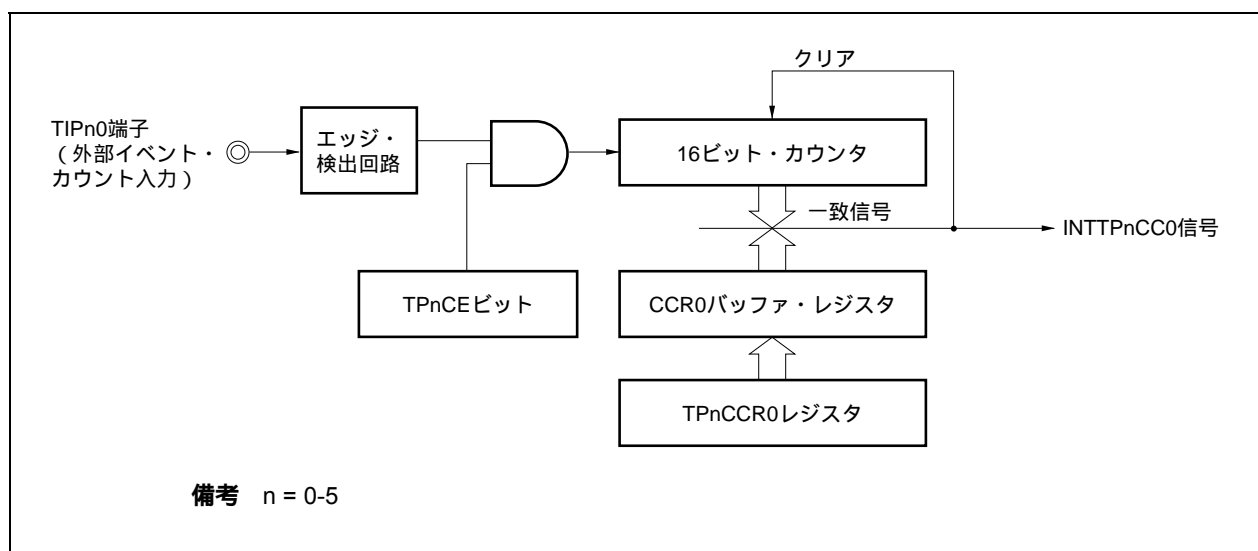 クリア
TIPn0端子
(外部イベント・
カウント入力)
エッジ・
検出回路
16ビット・カウンタ
一致信号
INTTPnCC0信号
TPnCEビット
CCR0バッファ・レジスタ
TPnCCR0レジスタ
備考 n = 0-5